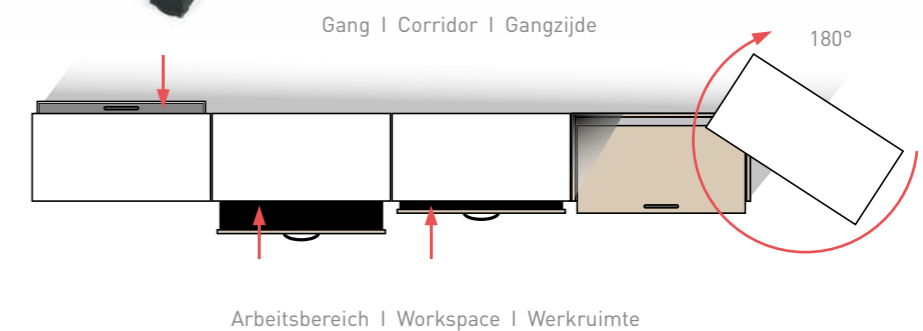 Gang I Corridor I Gangzijde
180°
Arbeitsbereich I Workspace I Werkruimte